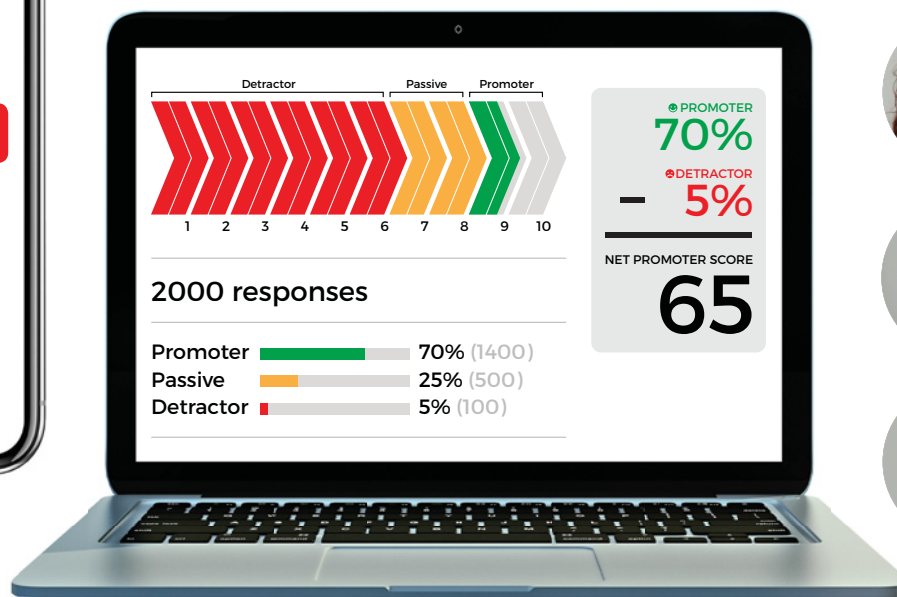 Detractor Passive Promoter
1 2 3 4 5 6 7 8 9 10
2000 responses
Promoter 70% (1400)
Passive 25% (500)
Detractor 5% (100)
PROMOTER
70%
DETRACTOR
- 5%
NET PROMOTER SCORE
65